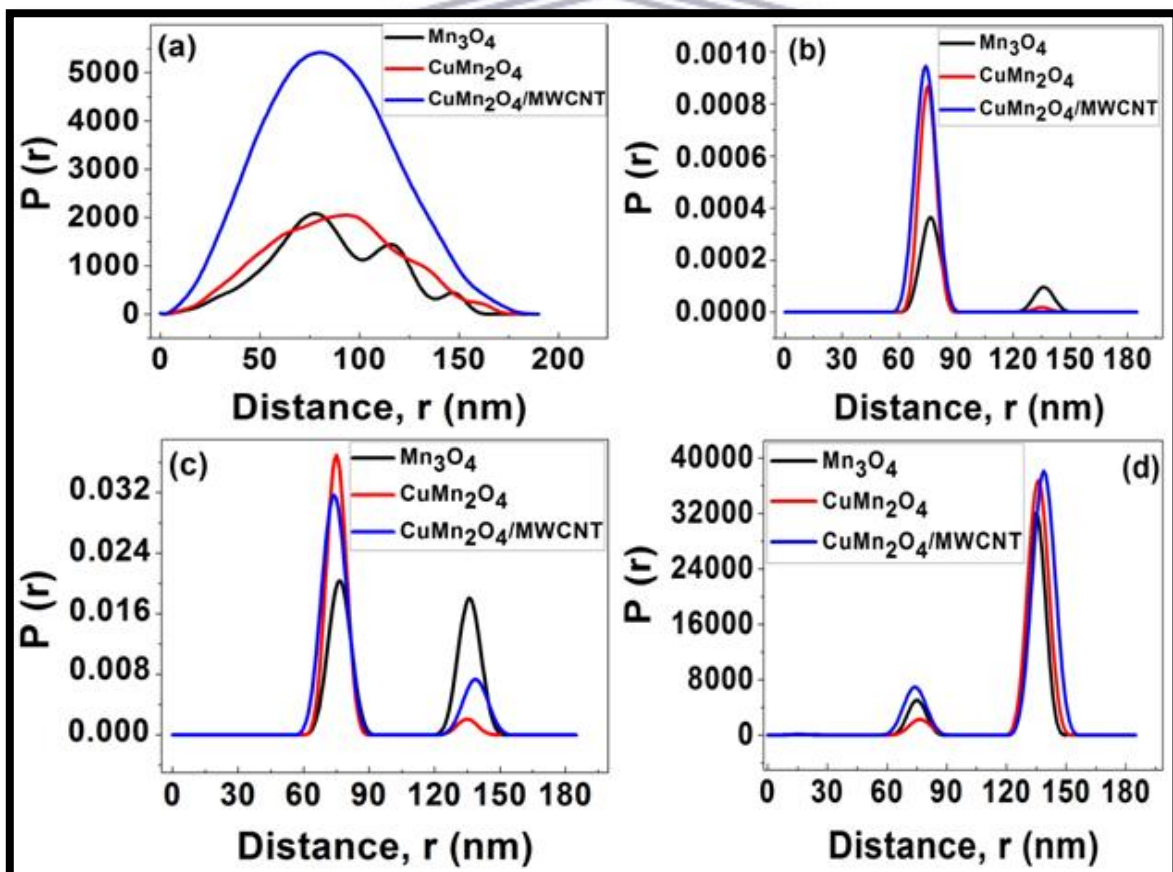 (a)
Mn3O4
CuMn2O4
CuMn2O4/MWCNT
P (r)
5000
4000
3000
2000
1000
0
0 50 100 150 200
Distance, r (nm)
(b)
Mn3O4
CuMn2O4
CuMn2O4/MWCNT
P (r)
0.0010
0.0008
0.0006
0.0004
0.0002
0.0000
0 30 60 90 120 150 180
Distance, r (nm)
(c)
Mn3O4
CuMn2O4
CuMn2O4/MWCNT
P (r)
0.032
0.024
0.016
0.008
0.000
0 30 60 90 120 150 180
Distance, r (nm)
(d)
Mn3O4
CuMn2O4
CuMn2O4/MWCNT
P (r)
40000
32000
24000
16000
8000
0
0 30 60 90 120 150 180
Distance, r (nm)